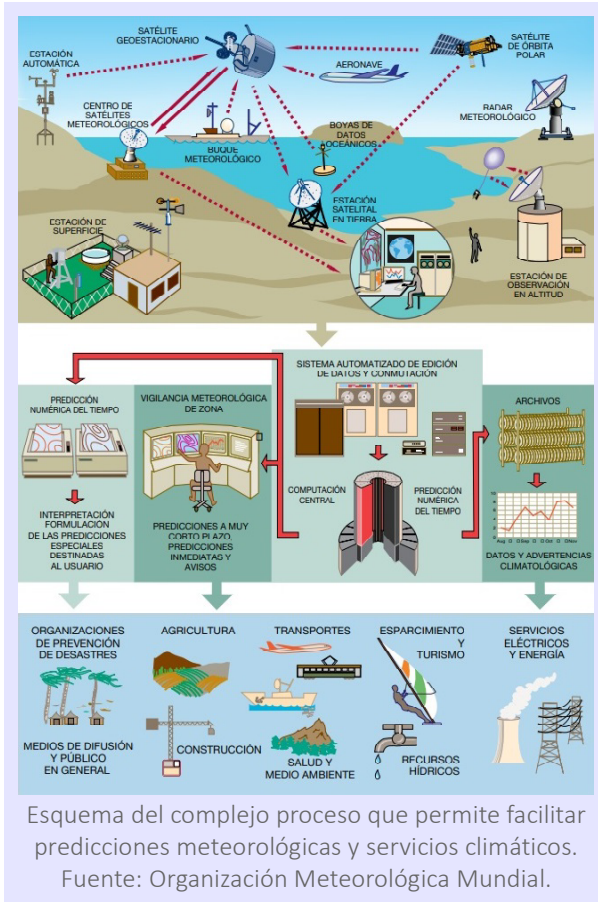 SATÉLITE
GEOESTACIONARIO
SATÉLITE
DE ÓRBITA
POLAR
ESTACIÓN
AUTOMÁTICA
AERONAVE
CENTRO DE
SATÉLITES
METEOROLÓGICOS
RADAR
METEOROLÓGICO
BUQUE
METEOROLÓGICO
BOYAS DE
DATOS
OCEÁNICOS
ESTACIÓN
SATELITAL
EN TIERRA
ESTACIÓN DE
SUPERFICIE
ESTACIÓN DE
OBSERVACIÓN
EN ALTITUD
SISTEMA AUTOMATIZADO DE EDICIÓN
DE DATOS Y CONMUTACIÓN
PREDICCIÓN
NUMÉRICA DEL TIEMPO
VIGILANCIA METEOROLÓGICA
DE ZONA
ARCHIVOS
COMPUTACIÓN
CENTRAL
PREDICCIÓN
NUMÉRICA
DEL TIEMPO
INTERPRETACIÓN
FORMULACIÓN
DE LAS PREDICCIONES
ESPECIALES
DESTINADAS
AL USUARIO
PREDICCIONES A MUY
CORTO PLAZO,
PREDICCIONES
INMEDIATAS Y
AVISOS
DATOS Y ADVERTENCIAS
CLIMATOLÓGICAS
ORGANIZACIONES
DE PREVENCIÓN
DE DESASTRES
AGRICULTURA
TRANSPORTES
ESPARCIMIENTO
Y
TURISMO
SERVICIOS
ELÉCTRICOS
Y ENERGÍA
MEDIOS DE DIFUSIÓN
Y PÚBLICO
EN GENERAL
CONSTRUCCIÓN
SALUD Y
MEDIO AMBIENTE
RECURSOS
HÍDRICOS
Esquema del complejo proceso que permite facilitar
predicciones meteorológicas y servicios climáticos.
Fuente: Organización Meteorológica Mundial.